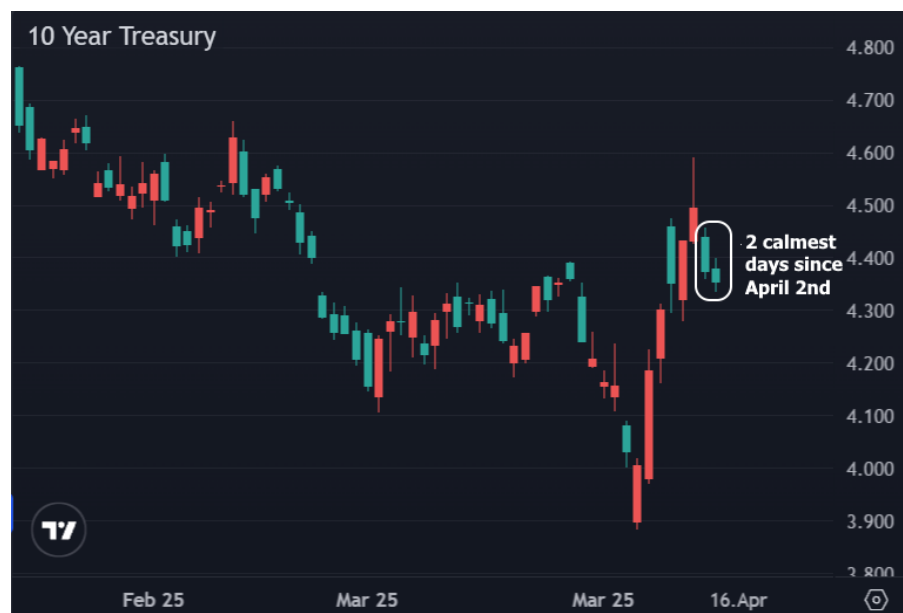 10 Year Treasury
4.800
4.700
4.600
4.500
2 calmest
days since
April 2nd
4.400
4.300
4.200
4.100
4.000
3.900
3.800
Feb 25
Mar 25
Mar 25
16.Apr